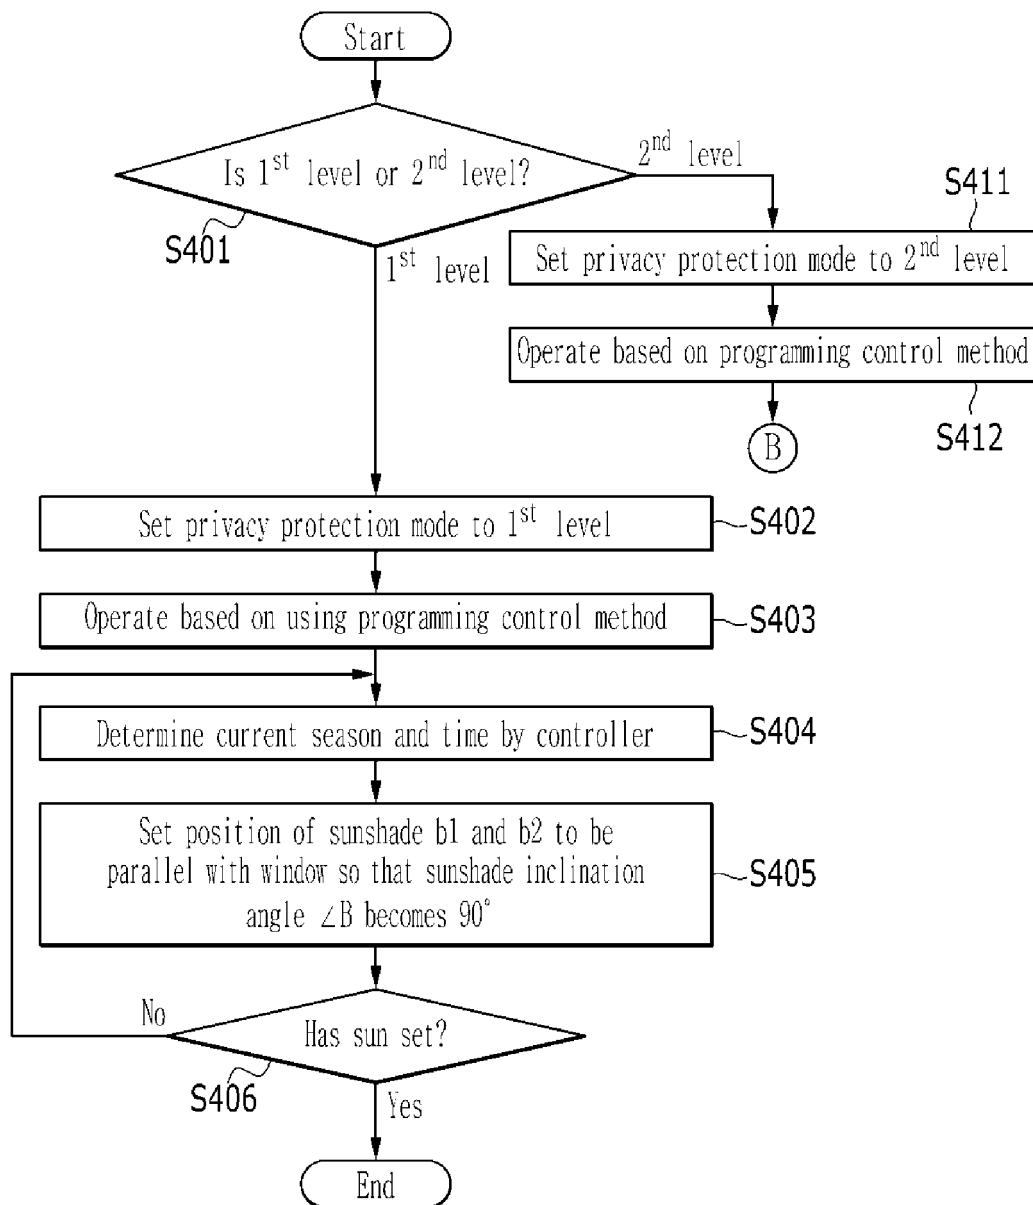 Start
Is 1st level or 2nd level?
2nd level
S401
1st level
S411
Set privacy protection mode to 2nd level
Operate based on programming control method
S412
B
Set privacy protection mode to 1st level
S402
Operate based on using programming control method
S403
Determine current season and time by controller
S404
Set position of sunshade b1 and b2 to be
parallel with window so that sunshade inclination
angle ∠B becomes 90°
S405
No
Has sun set?
S406
Yes
End